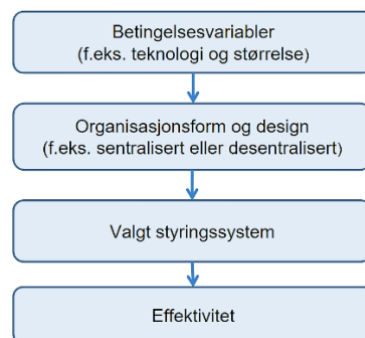 Betingelsesvariabler
(f.eks. teknologi og størrelse)
Organisasjonsform og design
(f.eks. sentralisert eller desentralisert)
Valgt styringssystem
Effektivitet